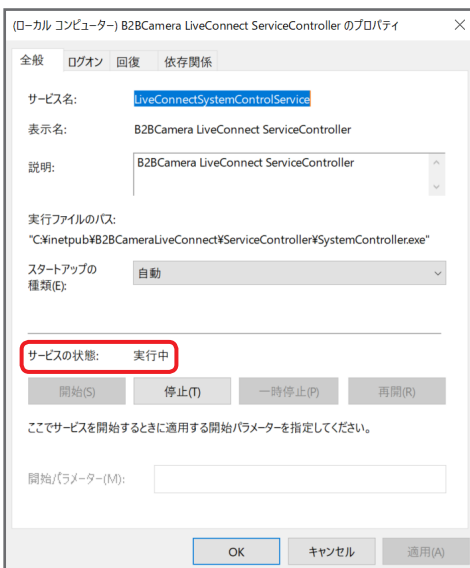 (ローカル コンピューター) B2BCamera LiveConnect ServiceController のプロパティ
全般 ログオン 回復 依存関係
サービス名: LiveConnectSystemControlService
表示名: B2BCamera LiveConnect ServiceController
説明: B2BCamera LiveConnect ServiceController
実行ファイルのパス:
"C:¥inetpub¥B2BCameraLiveConnect¥ServiceController¥SystemController.exe"
スタートアップの
種類(E): 自動
サービスの状態: 実行中
開始(S) 停止(T) 一時停止(P) 再開(R)
ここでサービスを開始するときに適用する開始パラメーターを指定してください。
開始パラメーター(M):
OK キャンセル 適用(A)